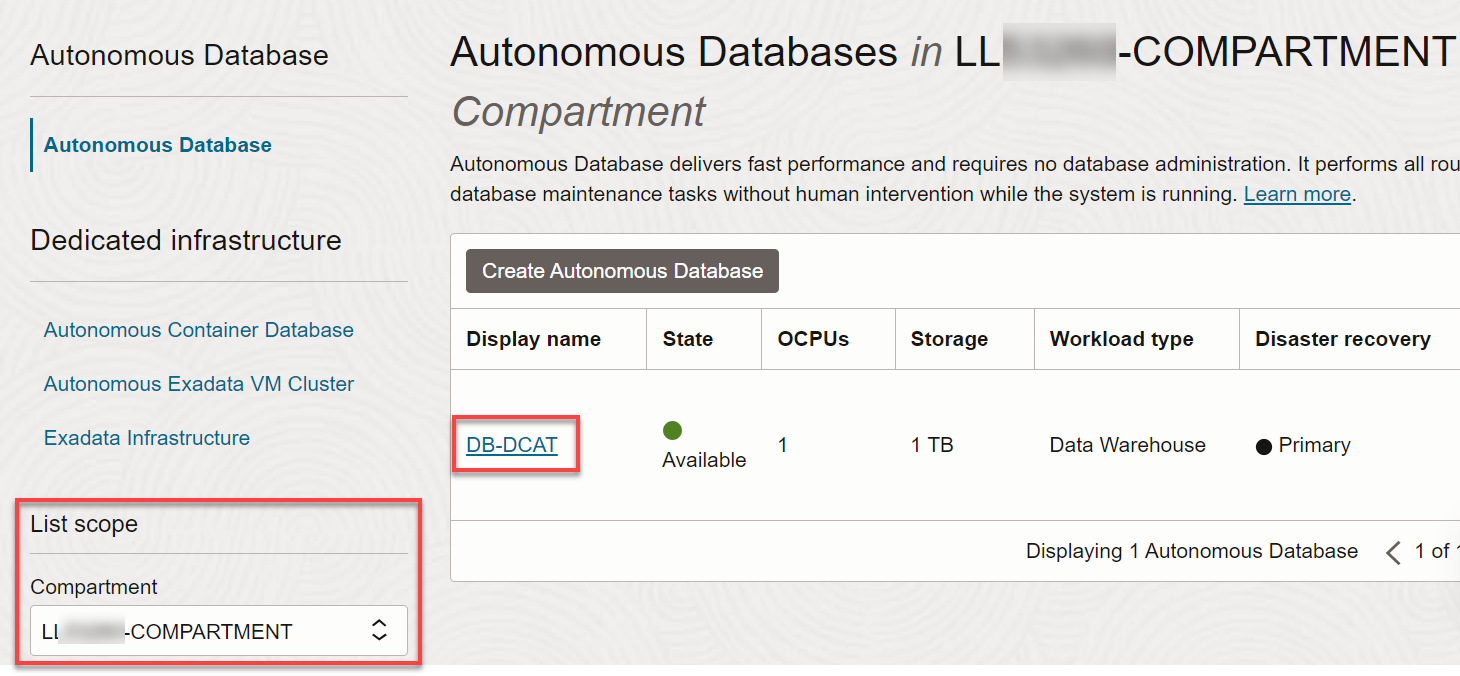 Autonomous Database
Autonomous Database
Dedicated infrastructure
Autonomous Container Database
Autonomous Exadata VM Cluster
Exadata Infrastructure
List scope
Compartment
LL -COMPARTMENT
Autonomous Databases in LL -COMPARTMENT
Compartment
Autonomous Database delivers fast performance and requires no database administration. It performs all rou
database maintenance tasks without human intervention while the system is running. Learn more.
Create Autonomous Database
Display name State OCPUs Storage Workload type Disaster recovery
DB-DCAT Available 1 1 TB Data Warehouse Primary
Displaying 1 Autonomous Database 1 of